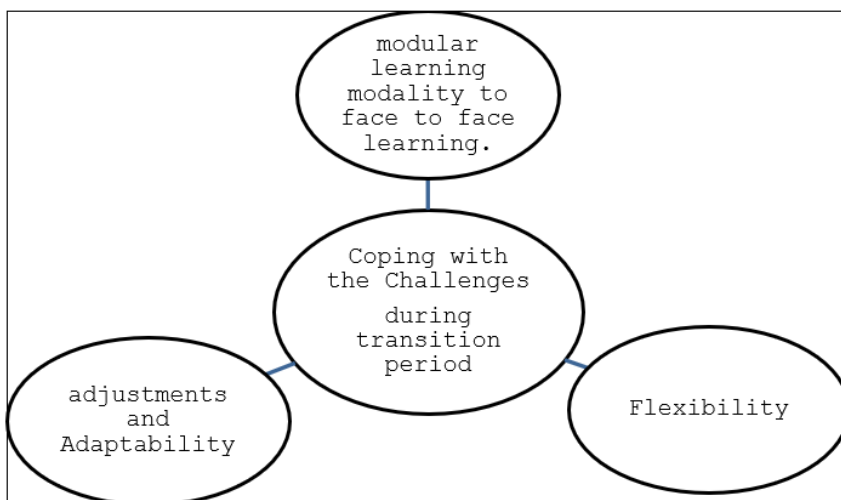 modular
learning
modality to
face to face
learning.
Coping with
the Challenges
during
transition
period
adjustments
and
Adaptability
Flexibility